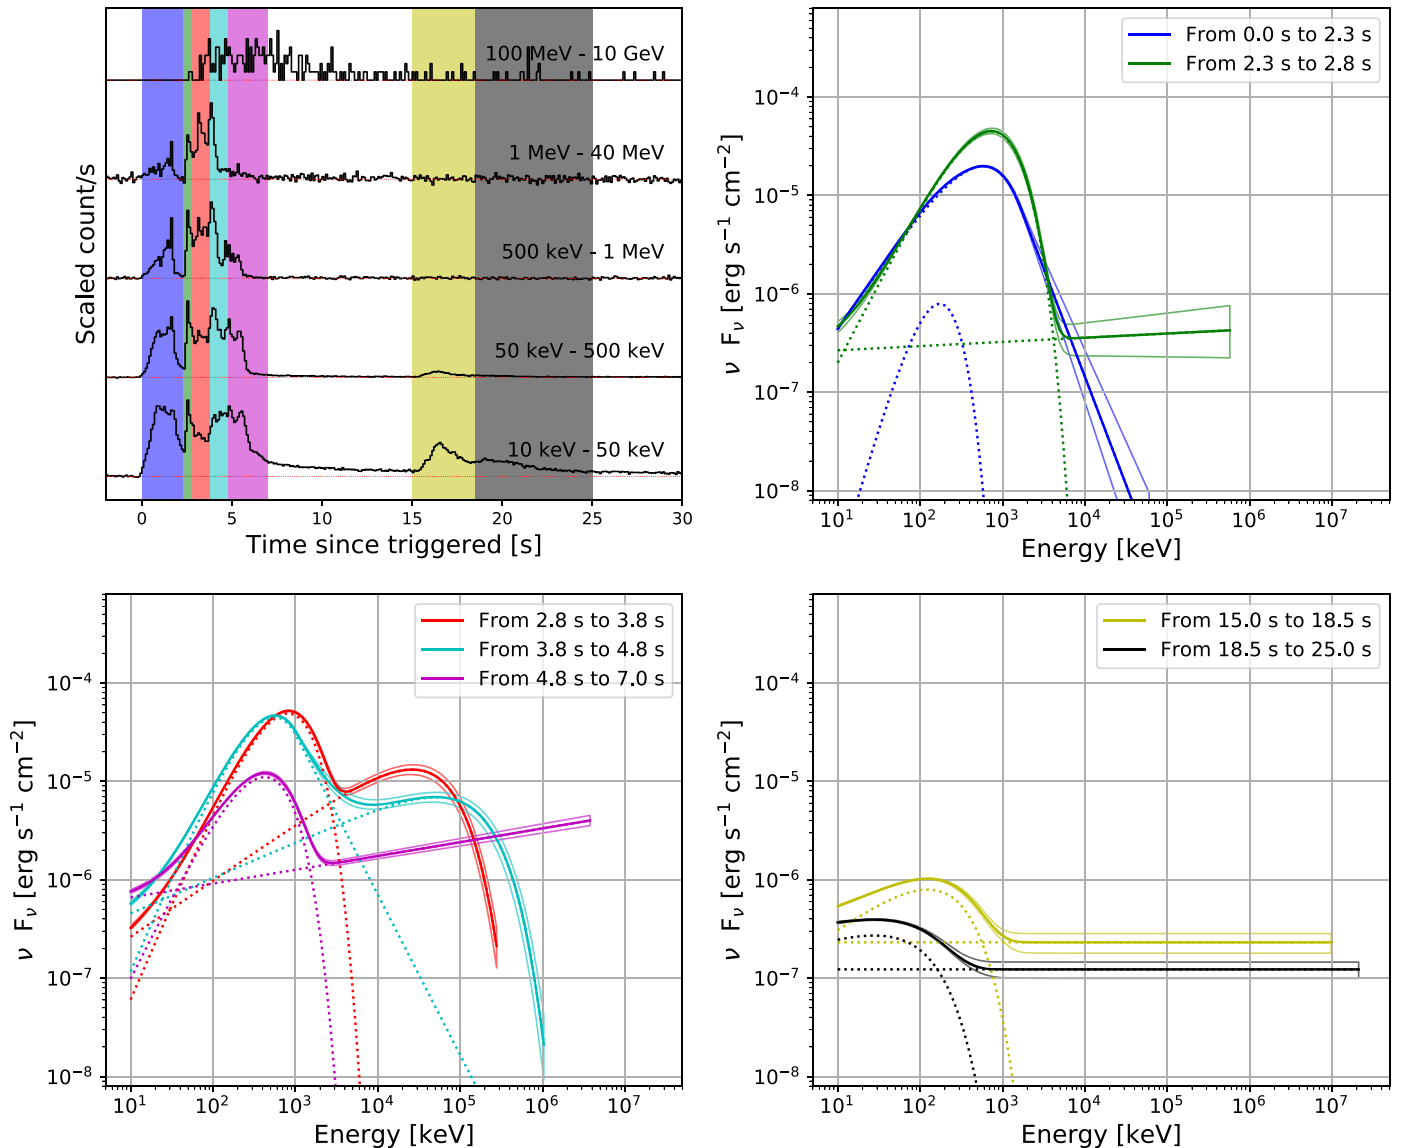 Scaled count/s
100 MeV - 10 GeV
1 MeV - 40 MeV
500 keV - 1 MeV
50 keV - 500 keV
10 keV - 50 keV
0 5 10 15 20 25 30
Time since triggered [s]
ν F_ν [erg s⁻¹ cm⁻²]
From 0.0 s to 2.3 s
From 2.3 s to 2.8 s
10⁻⁴
10⁻⁵
10⁻⁶
10⁻⁷
10⁻⁸
10¹ 10² 10³ 10⁴ 10⁵ 10⁶ 10⁷
Energy [keV]
ν F_ν [erg s⁻¹ cm⁻²]
From 2.8 s to 3.8 s
From 3.8 s to 4.8 s
From 4.8 s to 7.0 s
10⁻⁴
10⁻⁵
10⁻⁶
10⁻⁷
10⁻⁸
10¹ 10² 10³ 10⁴ 10⁵ 10⁶ 10⁷
Energy [keV]
ν F_ν [erg s⁻¹ cm⁻²]
From 15.0 s to 18.5 s
From 18.5 s to 25.0 s
10⁻⁴
10⁻⁵
10⁻⁶
10⁻⁷
10⁻⁸
10¹ 10² 10³ 10⁴ 10⁵ 10⁶ 10⁷
Energy [keV]